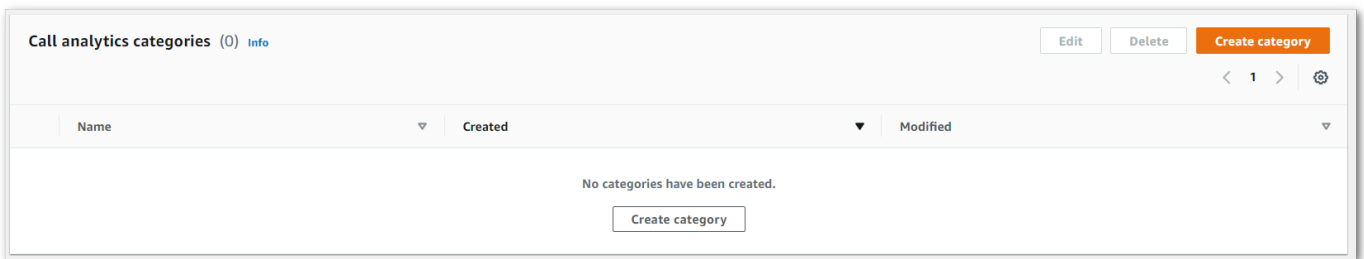 Call analytics categories (0) Info
Edit
Delete
Create category
1
Name
Created
Modified
No categories have been created.
Create category